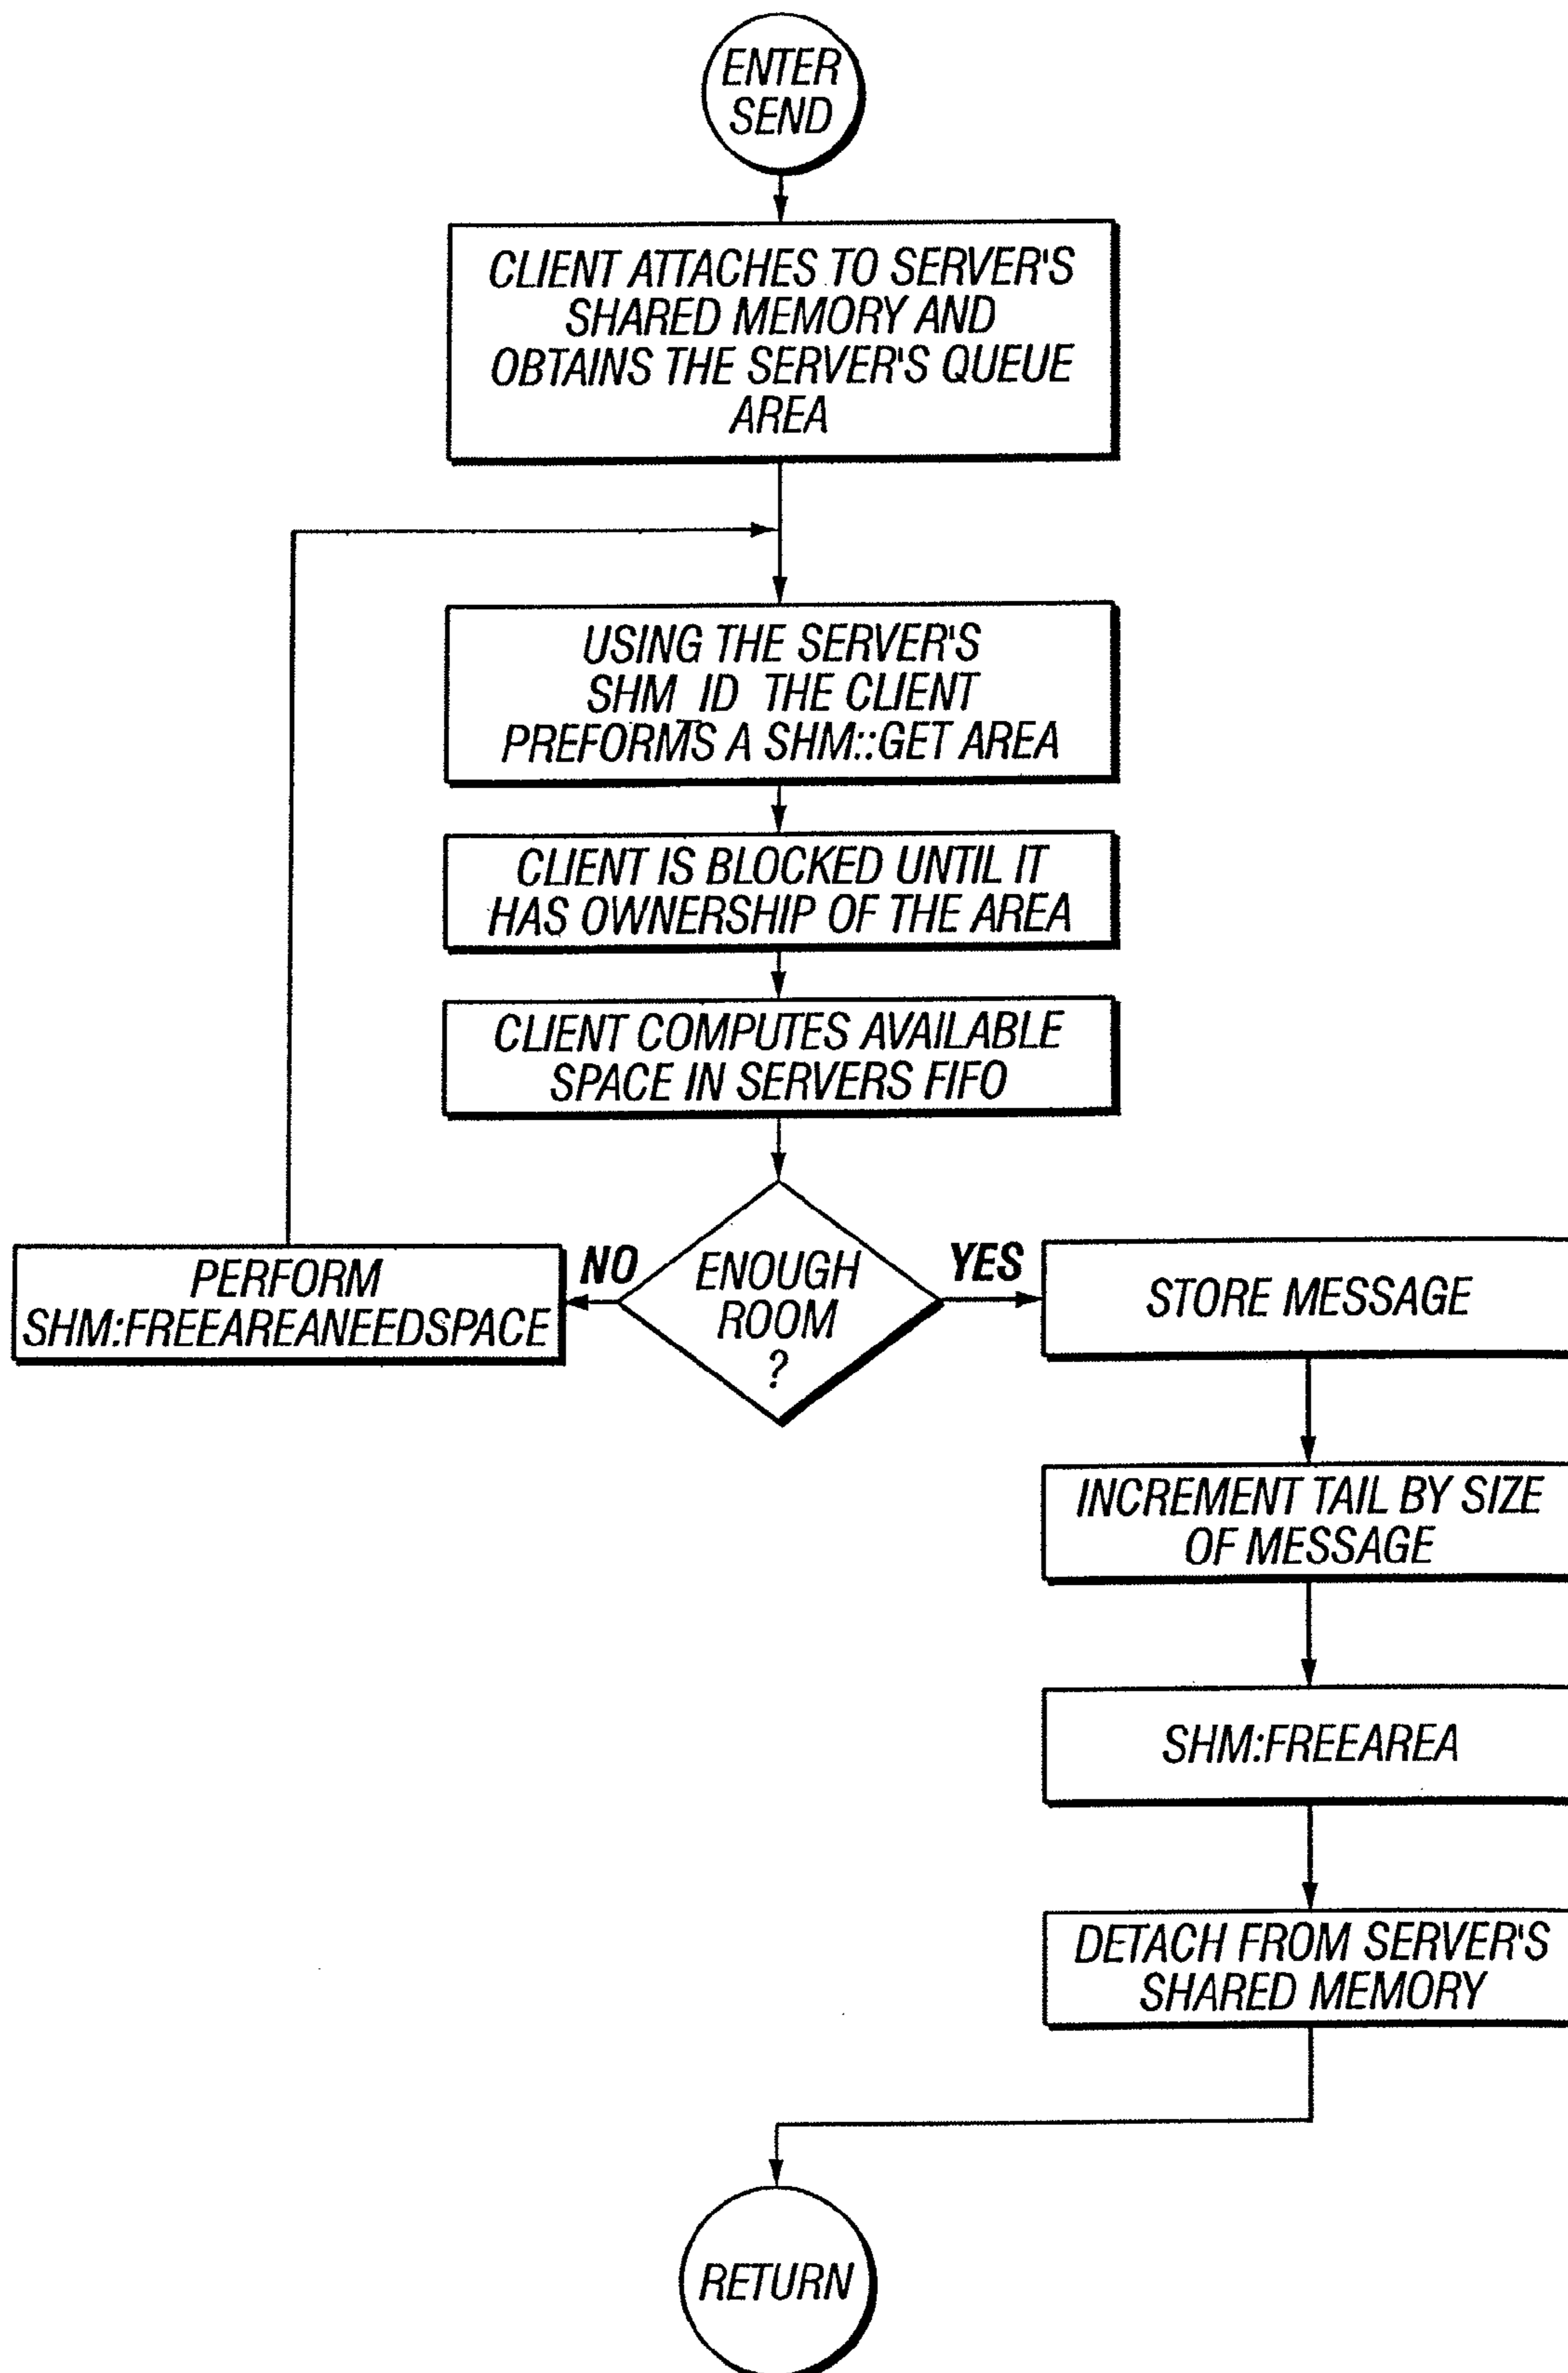 ENTER
SEND
CLIENT ATTACHES TO SERVER'S
SHARED MEMORY AND
OBTAINS THE SERVER'S QUEUE
AREA
USING THE SERVER'S
SHM_ID THE CLIENT
PREFORMS A SHM::GET AREA
CLIENT IS BLOCKED UNTIL IT
HAS OWNERSHIP OF THE AREA
CLIENT COMPUTES AVAILABLE
SPACE IN SERVERS FIFO
ENOUGH
ROOM
?
NO
PERFORM
SHM:FREEAREANEEDSPACE
YES
STORE MESSAGE
INCREMENT TAIL BY SIZE
OF MESSAGE
SHM:FREEAREA
DETACH FROM SERVER'S
SHARED MEMORY
RETURN